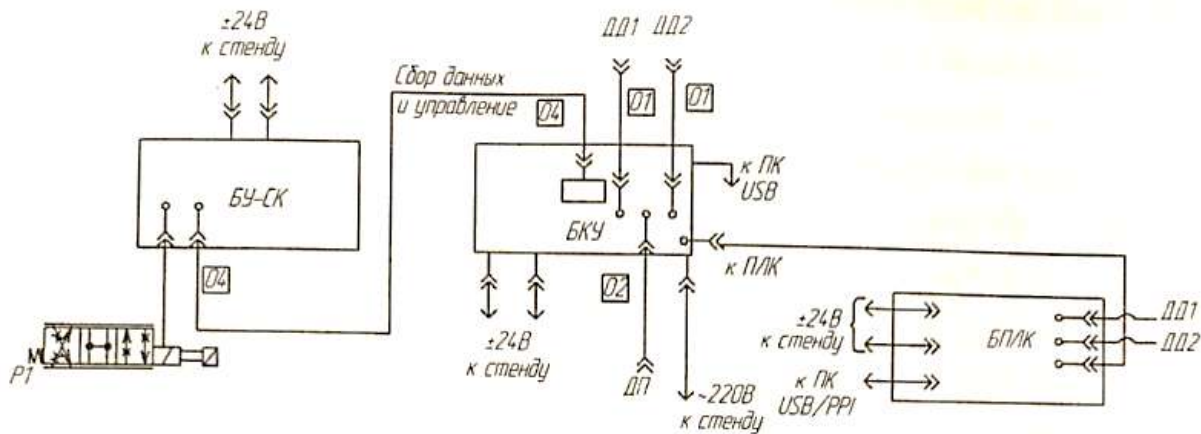 ±24В
к стенду
БУ-СК
04
Р1
Сбор данных
и управление
04
ДД1 ДД2
01
01
к ПК
USB
БКУ
к ПЛК
02
±24В
к стенду
ДП
~220В
к стенду
±24В
к стенду
к ПК
USB/PPI
БПЛК
ДД1
ДД2